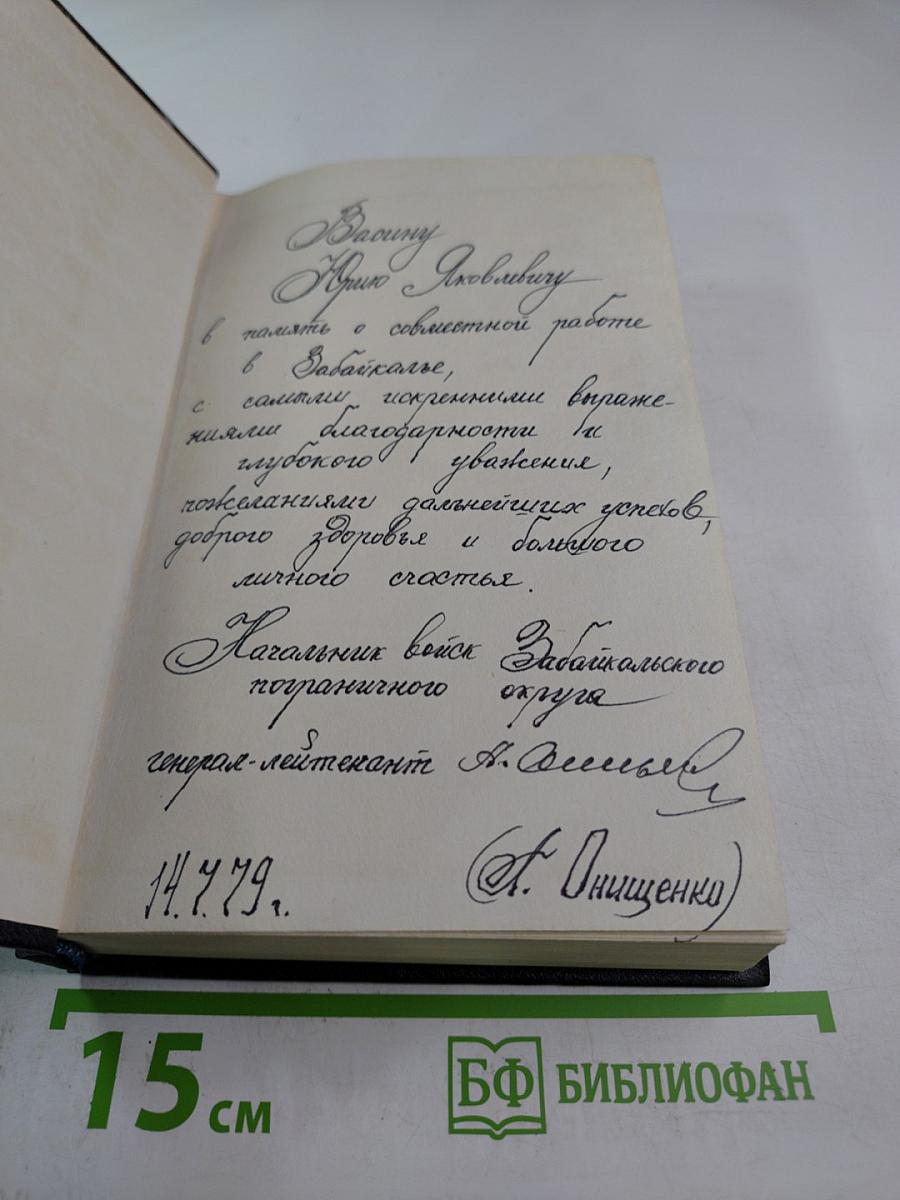 Васину
Юрию Яковлевичу
в память о совместной работе
в Забайкалье,
с самыми искренними выраже-
ниями благодарности и
глубокого уважения,
пожеланиями дальнейших успехов,
доброго здоровья и большого
личного счастья.
Начальник войск Забайкальского
пограничного округа
генерал-лейтенант А.
14.7.79 г.
(А. Онищенко)
15 см
БФ БИБЛИОФАН